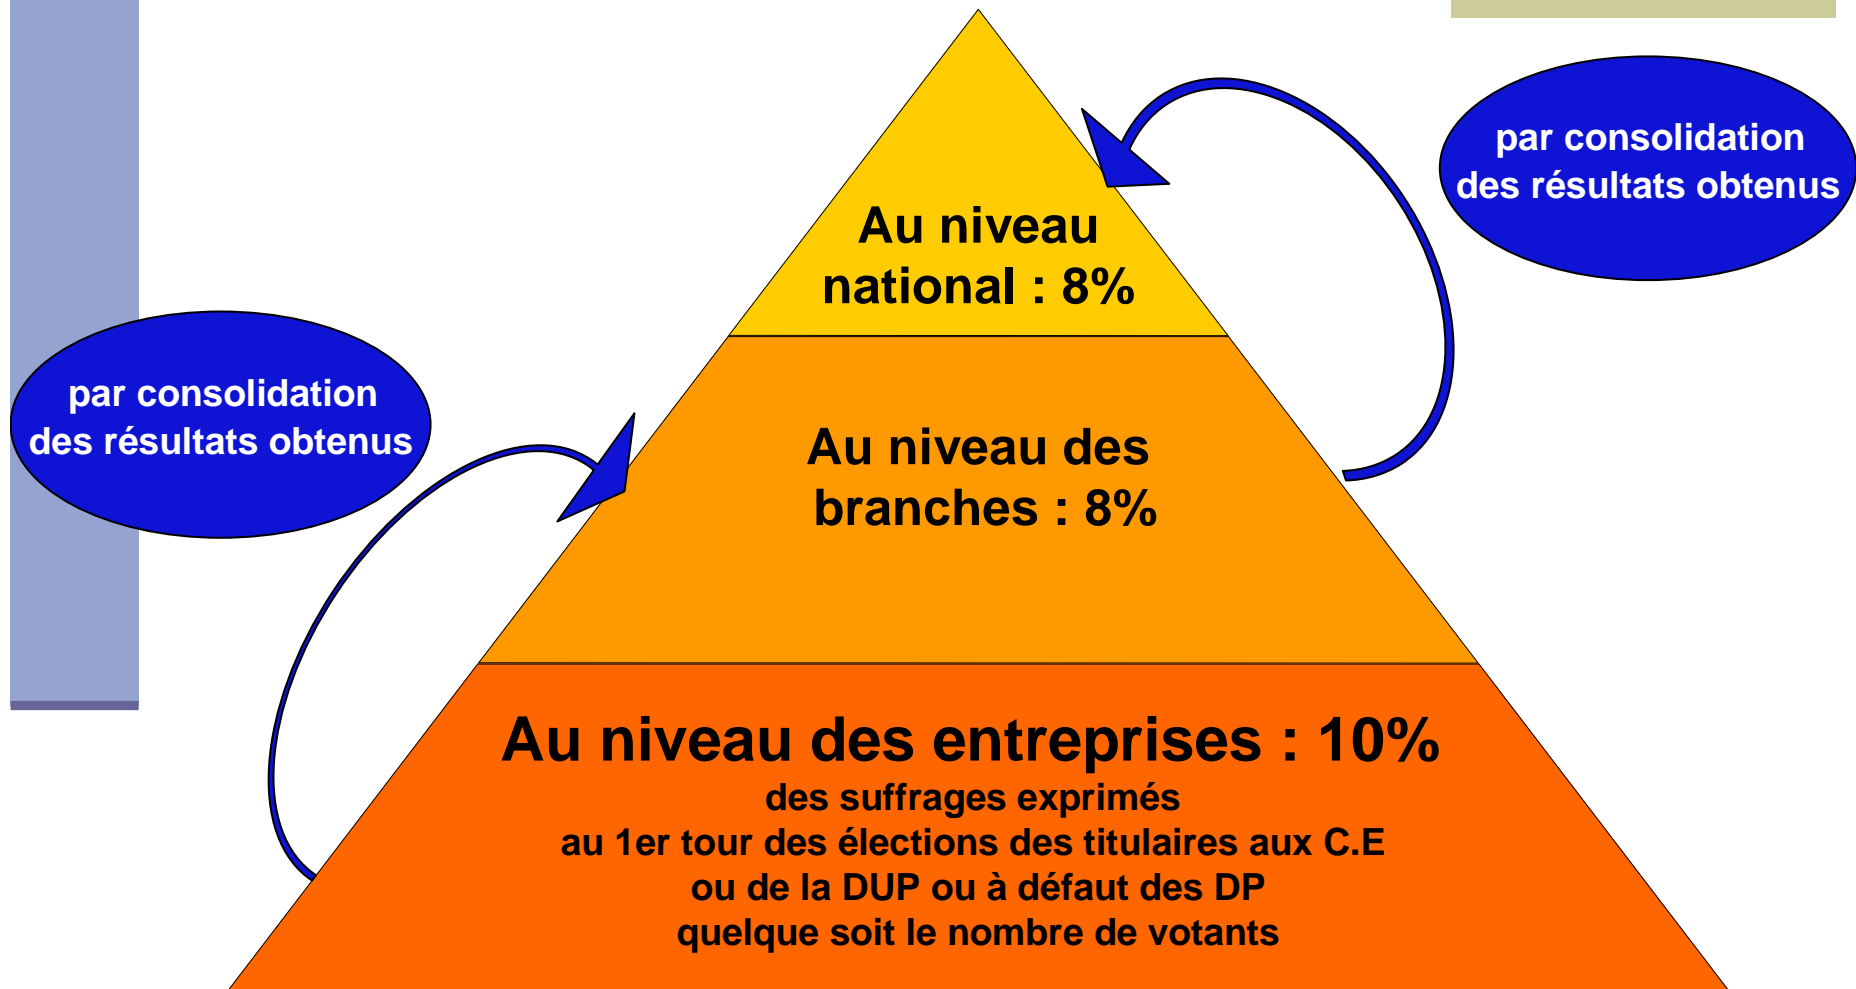 par consolidation
des résultats obtenus
Au niveau
national : 8%
par consolidation
des résultats obtenus
Au niveau des
branches : 8%
Au niveau des entreprises : 10%
des suffrages exprimés
au 1er tour des élections des titulaires aux C.E
ou de la DUP ou à défaut des DP
quelque soit le nombre de votants